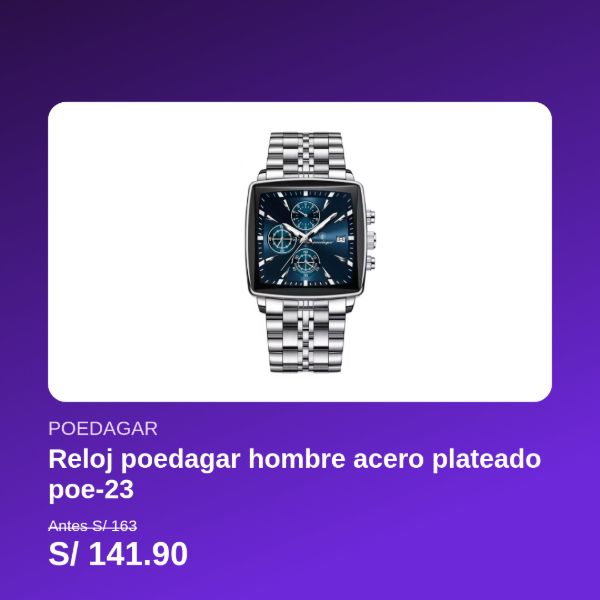 POEDAGAR
Reloj poedagar hombre acero plateado
poe-23
Antes S/ 163
S/ 141.90